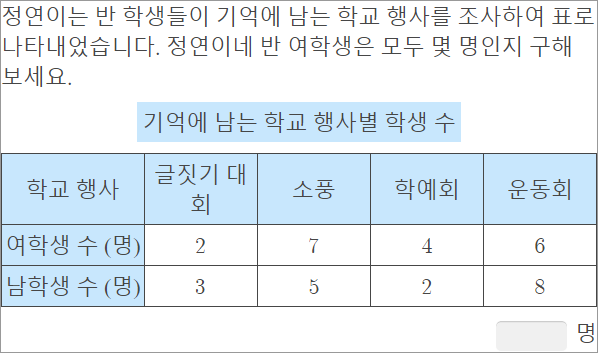 정연이는 반 학생들이 기억에 남는 학교 행사를 조사하여 표로
나타내었습니다. 정연이네 반 여학생은 모두 몇 명인지 구해
보세요.
기억에 남는 학교 행사별 학생 수
학교 행사 글짓기 대회 소풍 학예회 운동회
여학생 수 (명) 2 7 4 6
남학생 수 (명) 3 5 2 8
명